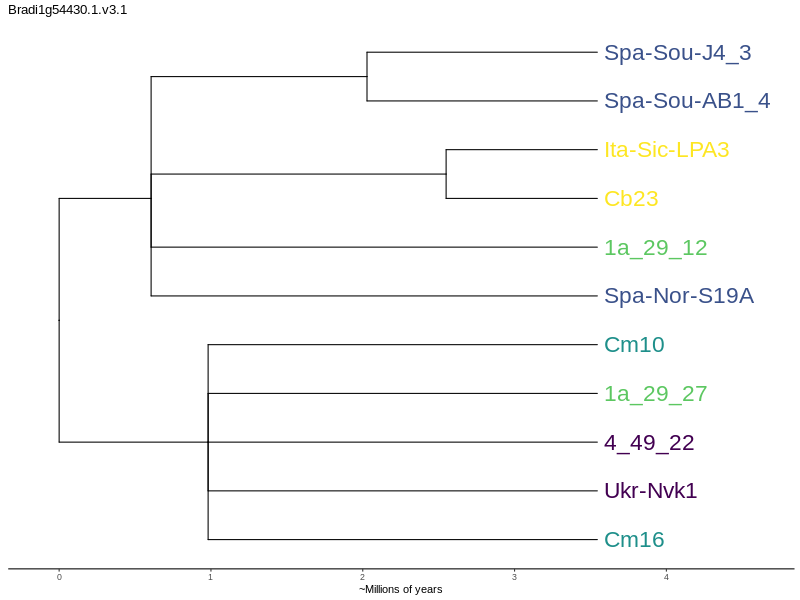 Bradi1g54430.1.v3.1
Spa-Sou-J4_3
Spa-Sou-AB1_4
Ita-Sic-LPA3
Cb23
1a_29_12
Spa-Nor-S19A
Cm10
1a_29_27
4_49_22
Ukr-Nvk1
Cm16
0 1 2 3 4
~Millions of years